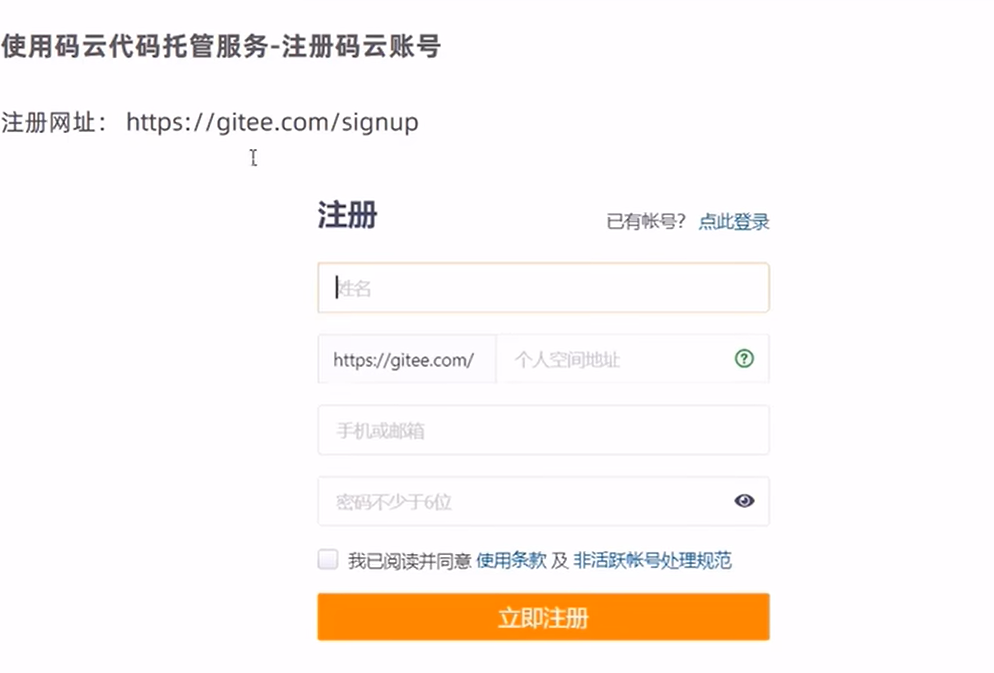 使用码云代码托管服务-注册码云账号
注册网址： https://gitee.com/signup
注册 已有帐号? 点此登录
姓名
https://gitee.com/ 个人空间地址
手机或邮箱
密码不少于6位
我已阅读并同意 使用条款 及 非活跃帐号处理规范
立即注册